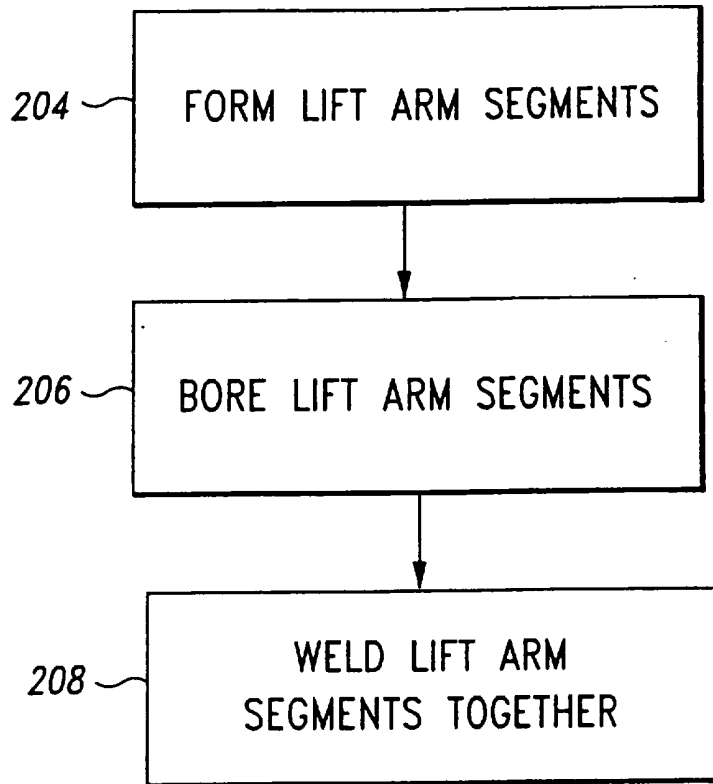 204
FORM LIFT ARM SEGMENTS
206
BORE LIFT ARM SEGMENTS
208
WELD LIFT ARM
SEGMENTS TOGETHER